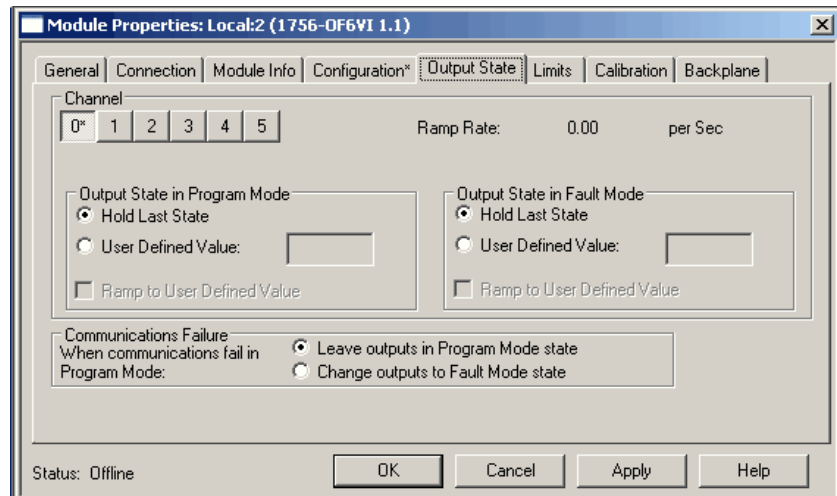 Module Properties: Local:2 (1756-OF6VI 1.1)
General Connection Module Info Configuration* Output State Limits Calibration Backplane
Channel
0* 1 2 3 4 5
Ramp Rate: 0.00 per Sec
Output State in Program Mode
Hold Last State
User Defined Value:
Ramp to User Defined Value
Output State in Fault Mode
Hold Last State
User Defined Value:
Ramp to User Defined Value
Communications Failure
When communications fail in
Program Mode:
Leave outputs in Program Mode state
Change outputs to Fault Mode state
Status: Offline
OK Cancel Apply Help